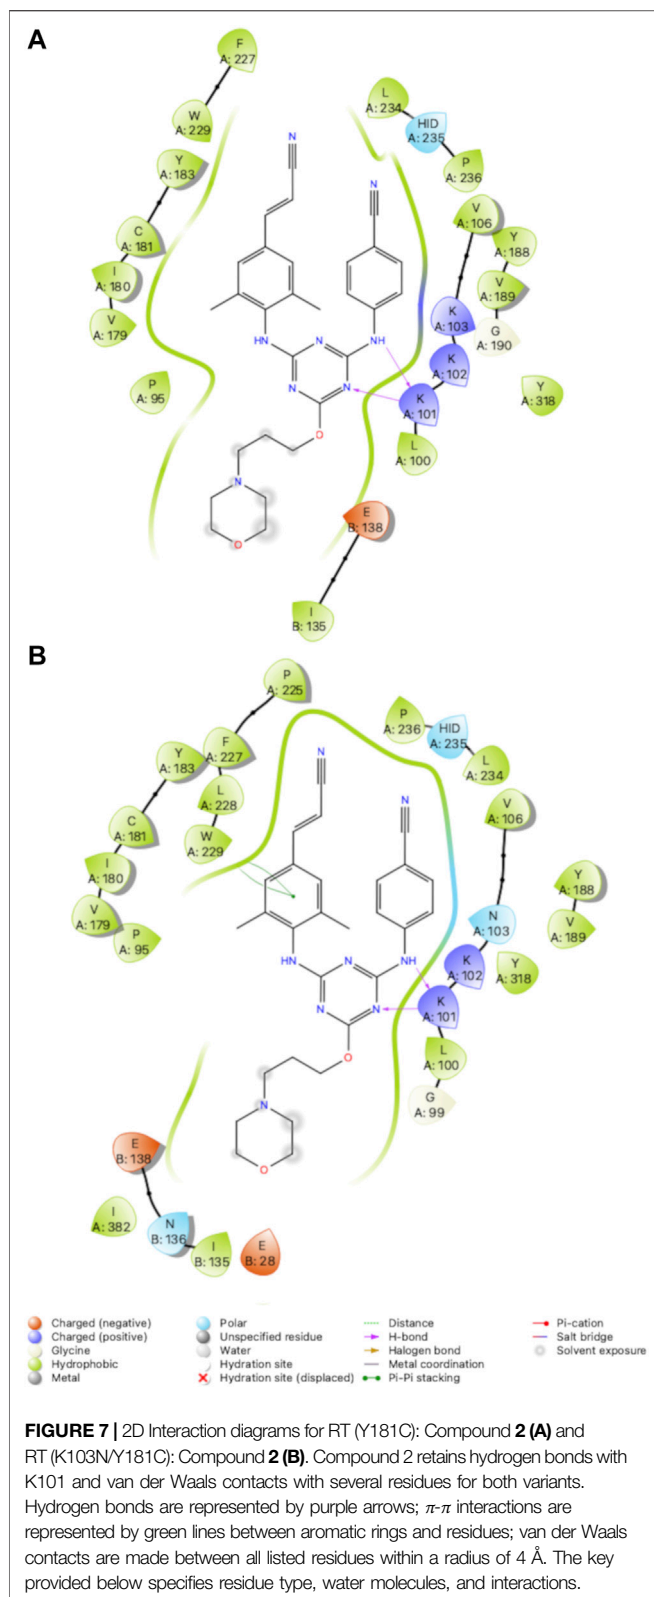 A
F
A: 227
W
A: 229
Y
A: 183
C
A: 181
I
A: 180
V
A: 179
P
A: 95
L
A: 234
HID
A: 235
P
A: 236
V
A: 106
Y
A: 188
V
A: 189
G
A: 190
K
A: 103
K
A: 102
K
A: 101
L
A: 100
Y
A: 318
E
B: 138
I
B: 135
N
N
HN
N
NH
N
N
O
N
O
B
P
A: 225
F
A: 227
Y
A: 183
L
A: 228
W
A: 229
C
A: 181
I
A: 180
V
A: 179
P
A: 95
P
A: 236
HID
A: 235
L
A: 234
V
A: 106
Y
A: 188
V
A: 189
N
A: 103
K
A: 102
Y
A: 318
K
A: 101
L
A: 100
G
A: 99
N
N
HN
N
NH
N
N
O
N
O
E
B: 138
I
A: 382
N
B: 136
I
B: 135
E
B: 28
Charged (negative)
Charged (positive)
Glycine
Hydrophobic
Metal
Polar
Unspecified residue
Water
Hydration site
Hydration site (displaced)
Distance
H-bond
Halogen bond
Metal coordination
Pi-Pi stacking
Pi-cation
Salt bridge
Solvent exposure
FIGURE 7 | 2D Interaction diagrams for RT (Y181C): Compound 2 (A) and
RT (K103N/Y181C): Compound 2 (B). Compound 2 retains hydrogen bonds with
K101 and van der Waals contacts with several residues for both variants.
Hydrogen bonds are represented by purple arrows; π-π interactions are
represented by green lines between aromatic rings and residues; van der Waals
contacts are made between all listed residues within a radius of 4 Å. The key
provided below specifies residue type, water molecules, and interactions.